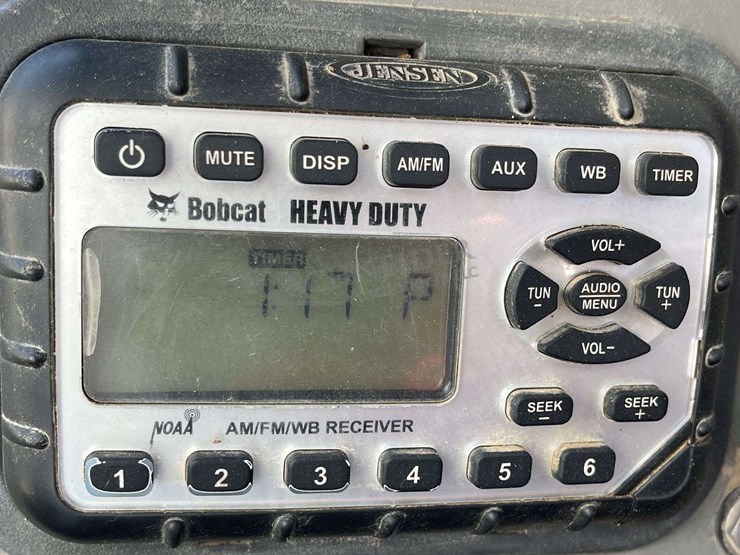 JENSEN
MUTE DISP AM/FM AUX WB TIMER
Bobcat HEAVY DUTY
TIMER
1:17 P
VOL+
TUN -
AUDIO
MENU
TUN +
VOL-
SEEK -
SEEK +
NOAA AM/FM/WB RECEIVER
1 2 3 4 5 6